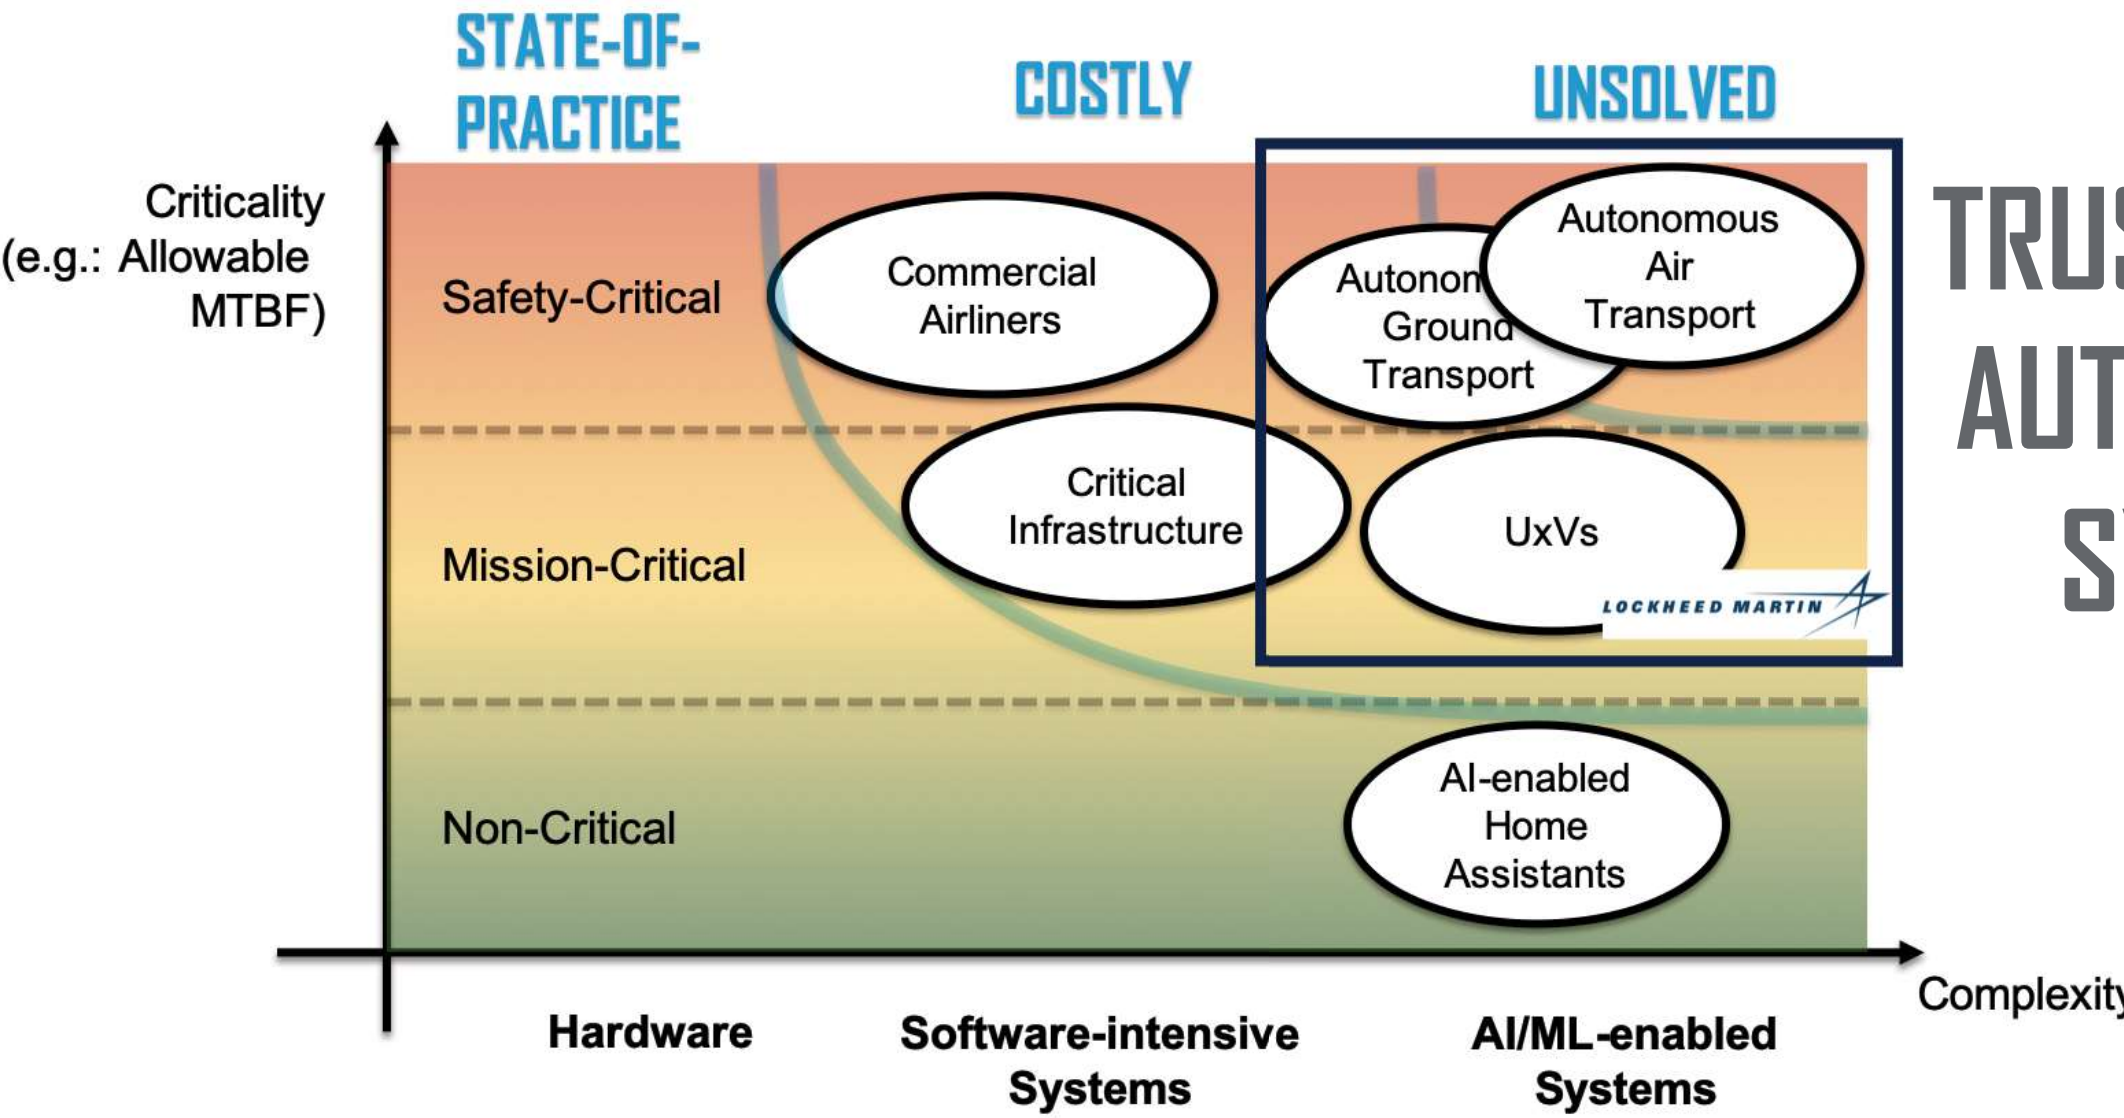 STATE-OF-
PRACTICE
COSTLY
UNSOLVED
Criticality
(e.g.: Allowable
MTBF)
Safety-Critical
Commercial
Airliners
Ground
Transport
Autonomous
Air
Transport
Mission-Critical
Critical
Infrastructure
UxVs
LOCKHEED MARTIN
Non-Critical
AI-enabled
Home
Assistants
Complexity
Hardware
Software-intensive
Systems
AI/ML-enabled
Systems